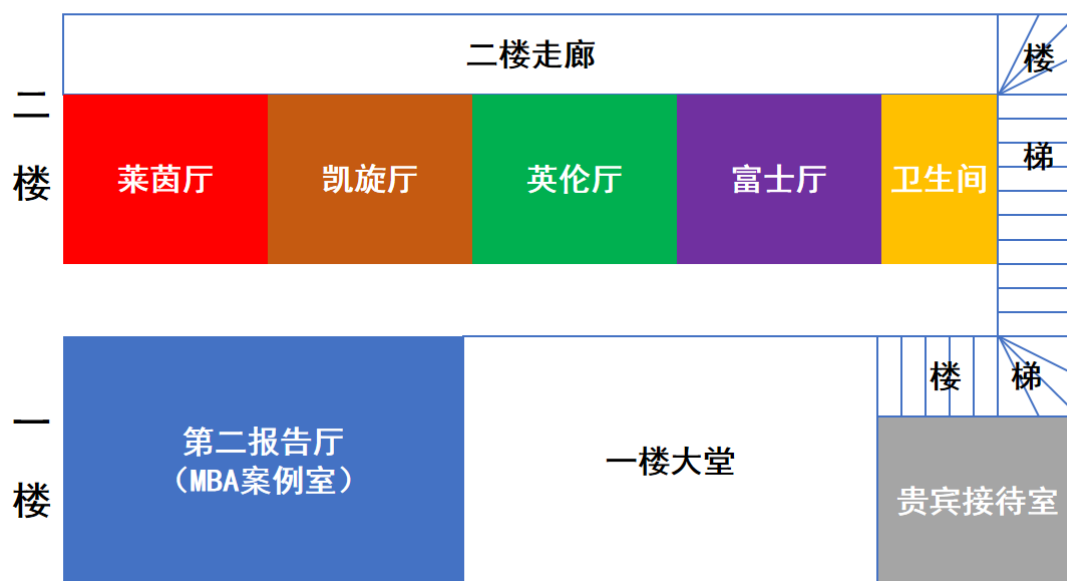 二楼走廊
楼
梯
二
楼
莱茵厅
凯旋厅
英伦厅
富士厅
卫生间
楼
梯
一
楼
第二报告厅
（MBA案例室）
一楼大堂
贵宾接待室